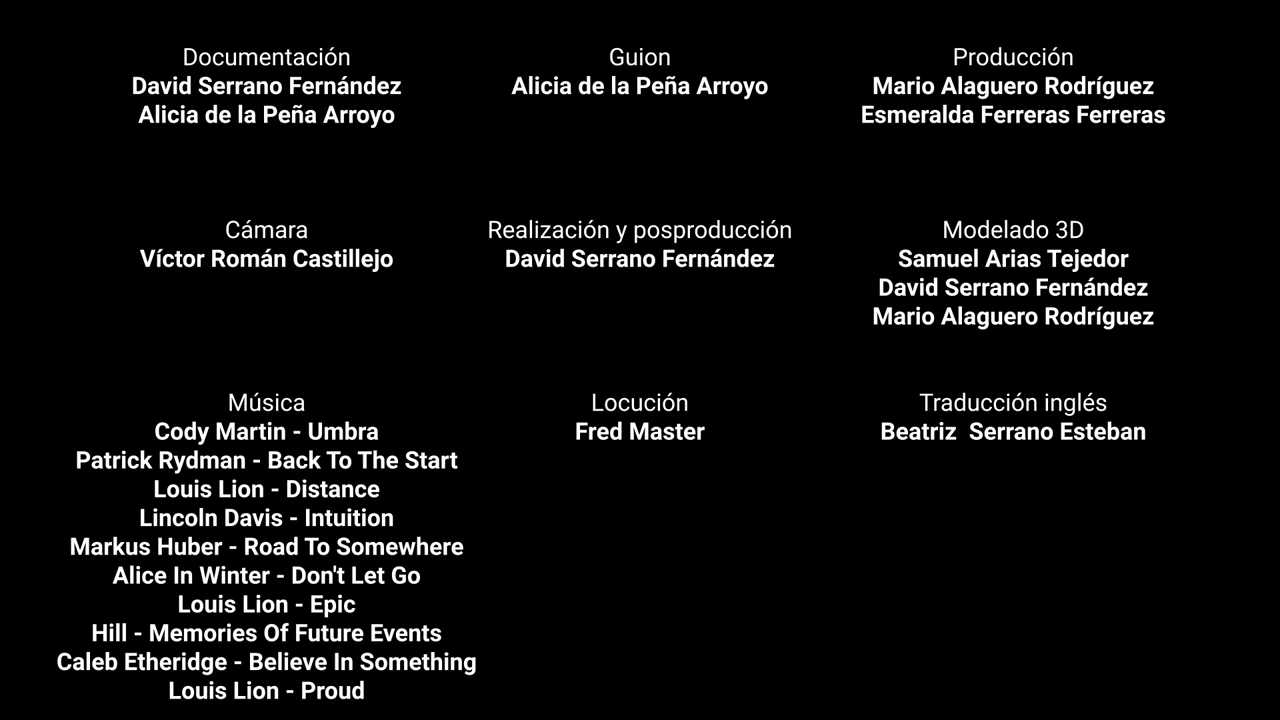 Documentación
David Serrano Fernández
Alicia de la Peña Arroyo
Guion
Alicia de la Peña Arroyo
Producción
Mario Alaguero Rodríguez
Esmeralda Ferreras Ferreras
Cámara
Víctor Román Castillejo
Realización y posproducción
David Serrano Fernández
Modelado 3D
Samuel Arias Tejedor
David Serrano Fernández
Mario Alaguero Rodríguez
Música
Cody Martin - Umbra
Patrick Rydman - Back To The Start
Louis Lion - Distance
Lincoln Davis - Intuition
Markus Huber - Road To Somewhere
Alice In Winter - Don't Let Go
Louis Lion - Epic
Hill - Memories Of Future Events
Caleb Etheridge - Believe In Something
Louis Lion - Proud
Locución
Fred Master
Traducción inglés
Beatriz  Serrano Esteban